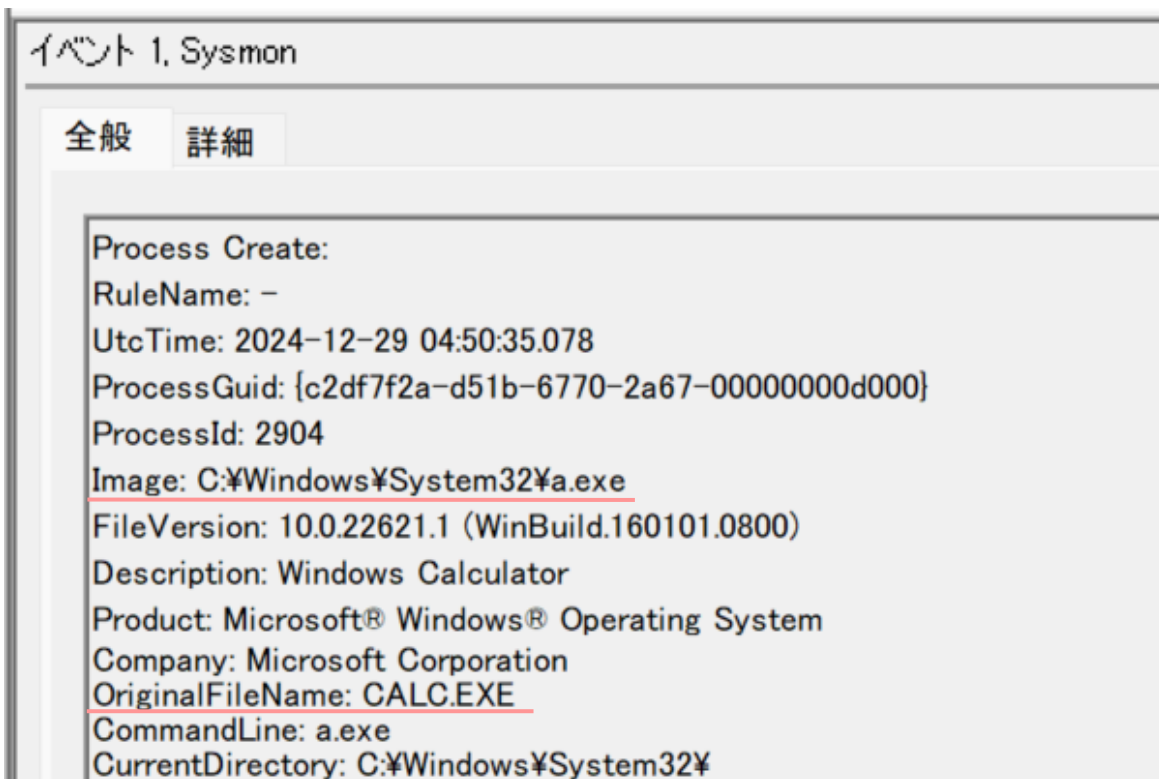 イベント 1, Sysmon
全般 詳細
Process Create:
RuleName: -
UtcTime: 2024-12-29 04:50:35.078
ProcessGuid: {c2df7f2a-d51b-6770-2a67-00000000d000}
ProcessId: 2904
Image: C:¥Windows¥System32¥a.exe
FileVersion: 10.0.22621.1 (WinBuild.160101.0800)
Description: Windows Calculator
Product: Microsoft® Windows® Operating System
Company: Microsoft Corporation
OriginalFileName: CALC.EXE
CommandLine: a.exe
CurrentDirectory: C:¥Windows¥System32¥